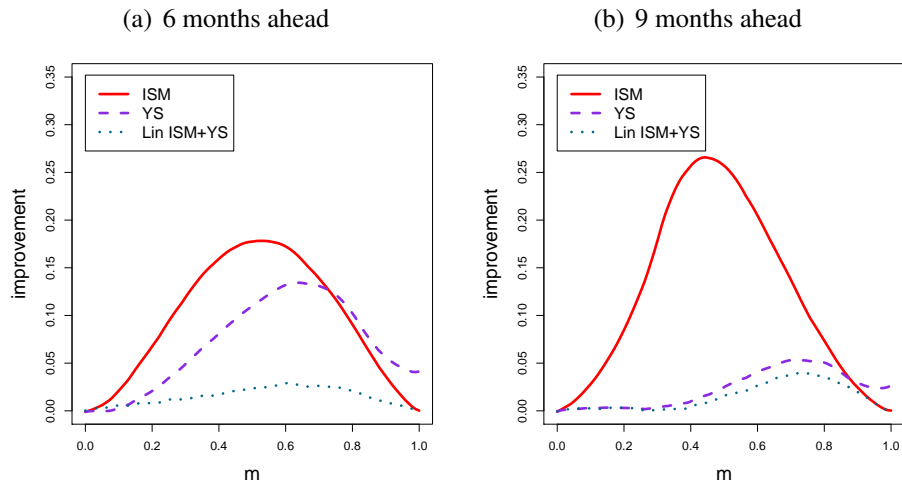 (a) 6 months ahead
ISM
YS
Lin ISM+YS
improvement
0.35
0.30
0.25
0.20
0.15
0.10
0.05
0.00
0.0 0.2 0.4 0.6 0.8 1.0
m
(b) 9 months ahead
ISM
YS
Lin ISM+YS
improvement
0.35
0.30
0.25
0.20
0.15
0.10
0.05
0.00
0.0 0.2 0.4 0.6 0.8 1.0
m